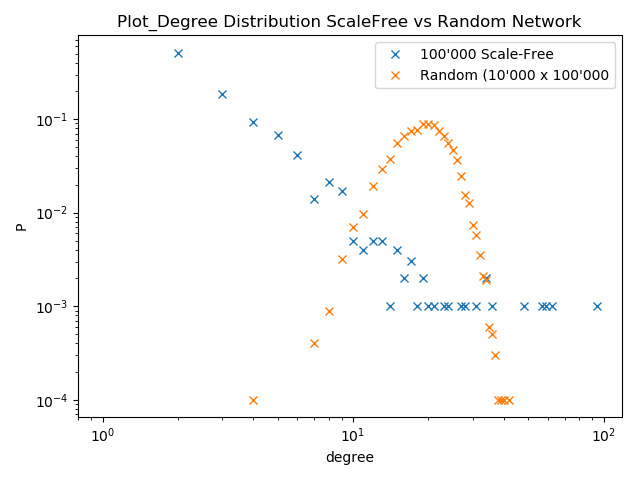 Plot_Degree Distribution ScaleFree vs Random Network
100'000 Scale-Free
Random (10'000 x 100'000
P
10⁻¹
10⁻²
10⁻³
10⁻⁴
10⁰
10¹
10²
degree